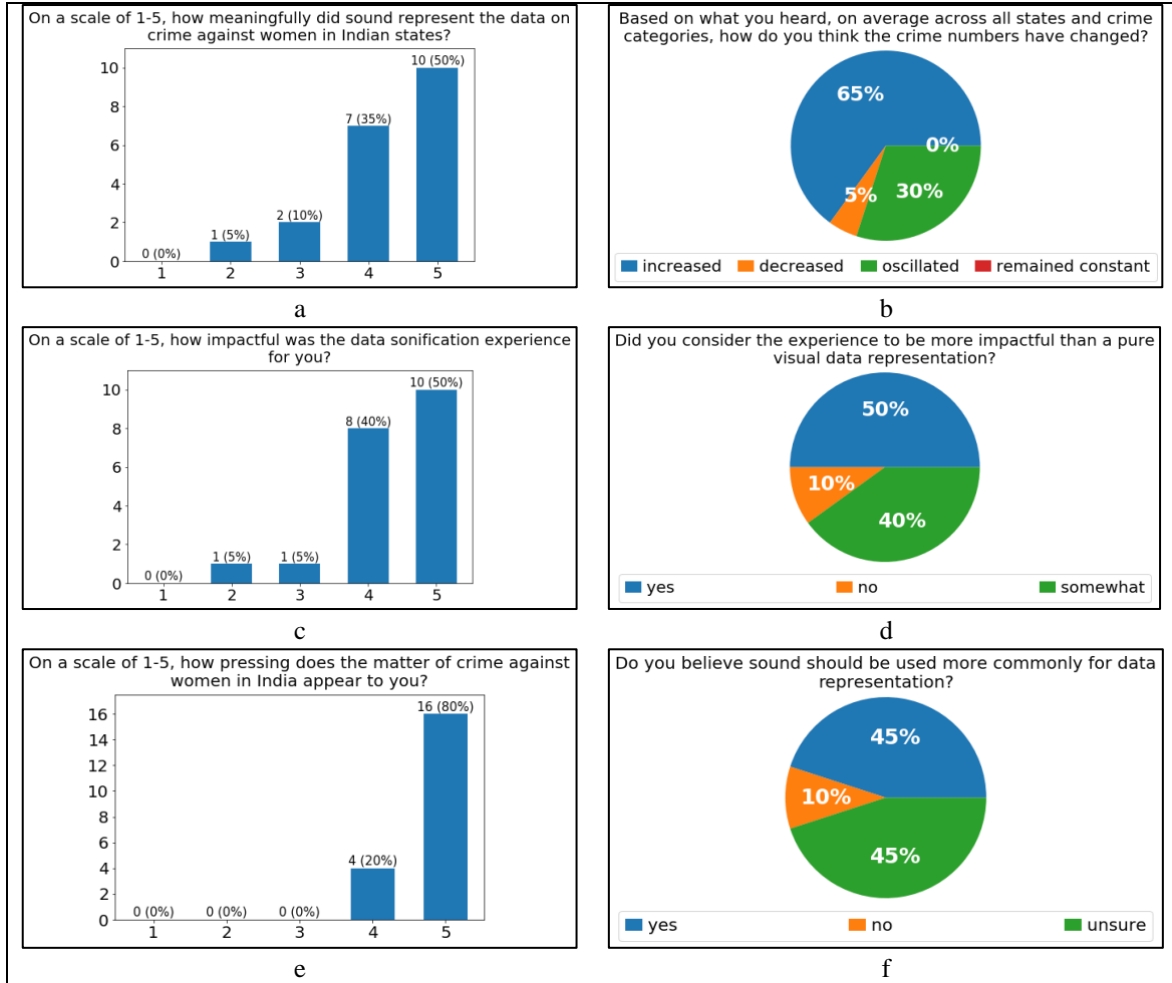 On a scale of 1-5, how meaningfully did sound represent the data on
crime against women in Indian states?
10 (50%)
10
8
7 (35%)
6
4
2 (10%)
2
1 (5%)
0 (0%)
0
1 2 3 4 5
a
Based on what you heard, on average across all states and crime
categories, how do you think the crime numbers have changed?
65%
0%
5%
30%
increased decreased oscillated remained constant
b
On a scale of 1-5, how impactful was the data sonification experience
for you?
10 (50%)
10
8 (40%)
8
6
4
2
1 (5%) 1 (5%)
0 (0%)
0
1 2 3 4 5
c
Did you consider the experience to be more impactful than a pure
visual data representation?
50%
10%
40%
yes no somewhat
d
On a scale of 1-5, how pressing does the matter of crime against
women in India appear to you?
16 (80%)
16
14
12
10
8
6
4 (20%)
4
2
0 (0%) 0 (0%) 0 (0%)
0
1 2 3 4 5
e
Do you believe sound should be used more commonly for data
representation?
45%
10%
45%
yes no unsure
f